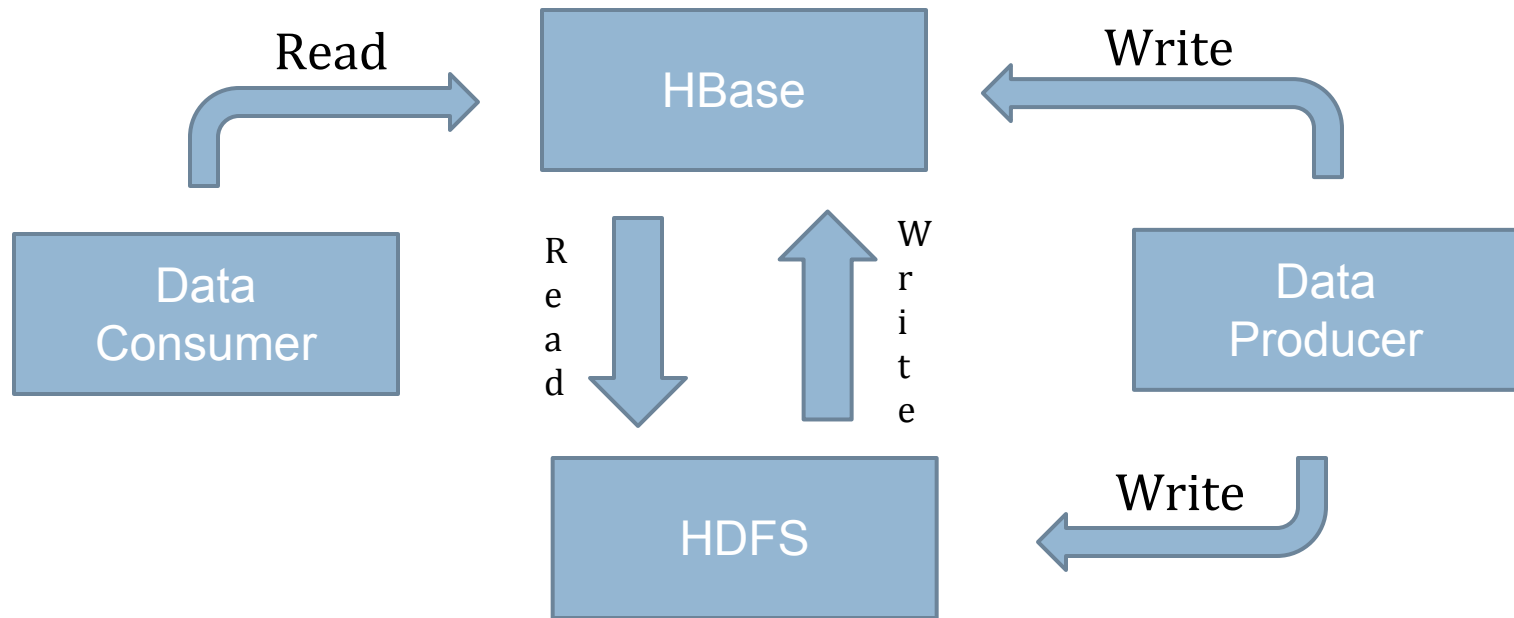 Read
HBase
Write
Read
Write
Data
Consumer
Data
Producer
HDFS
Write